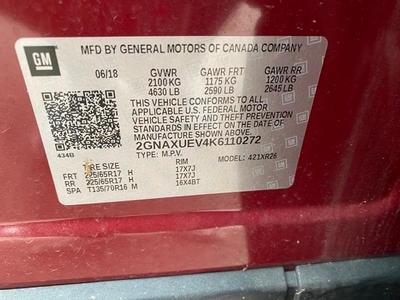 GM
MFD BY GENERAL MOTORS OF CANADA COMPANY
06/18 GVWR GAWR FRT GAWR RR
2100 KG 1175 KG 1200 KG
4630 LB 2590 LB 2645 LB
THIS VEHICLE CONFORMS TO ALL
APPLICABLE U.S. FEDERAL MOTOR
VEHICLE SAFETY AND THEFT PREVENTION
STANDARDS IN EFFECT ON THE DATE OF
MANUFACTURE SHOWN ABOVE.
2GNAXUEV4K6110272
434B TYPE: M.P.V. MODEL: 421XR26
SIZE RIM
FRT 225/65R17 H 17X7J
RR 225/65R17 H 17X7J
SPA T135/70R16 M 16X4BT